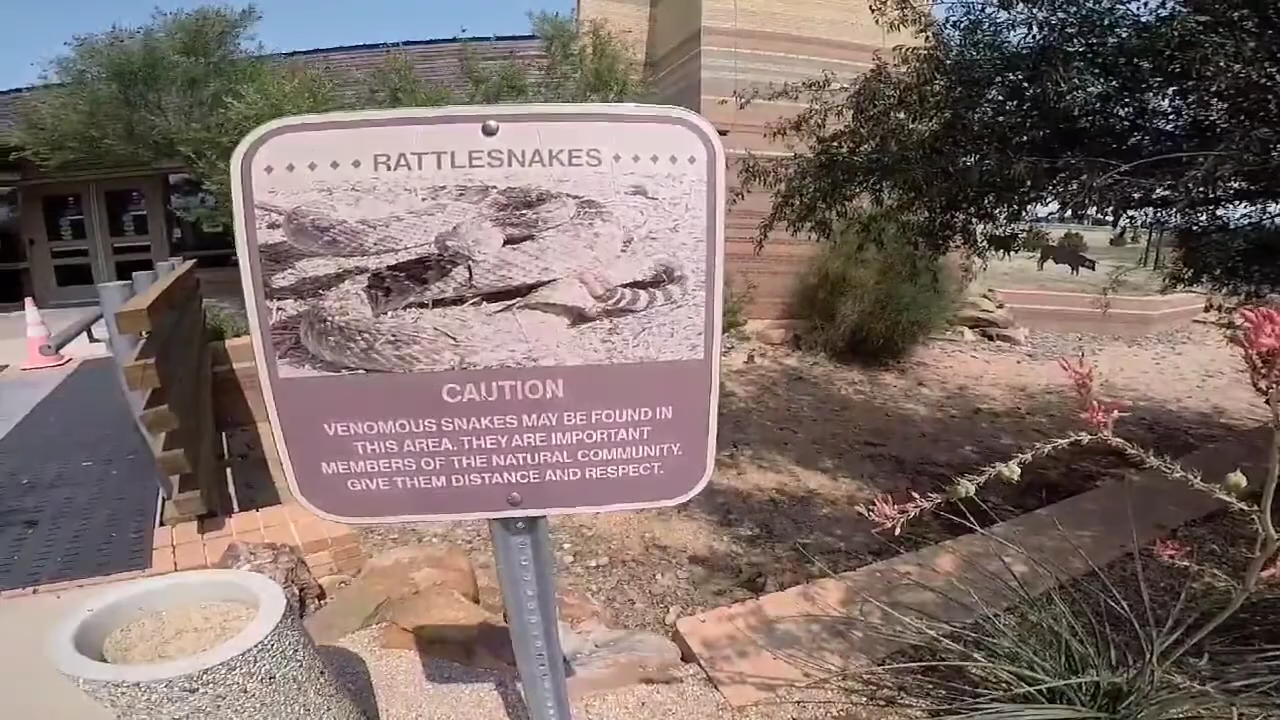 RATTLESNAKES
CAUTION
VENOMOUS SNAKES MAY BE FOUND IN
THIS AREA. THEY ARE IMPORTANT
MEMBERS OF THE NATURAL COMMUNITY.
GIVE THEM DISTANCE AND RESPECT.